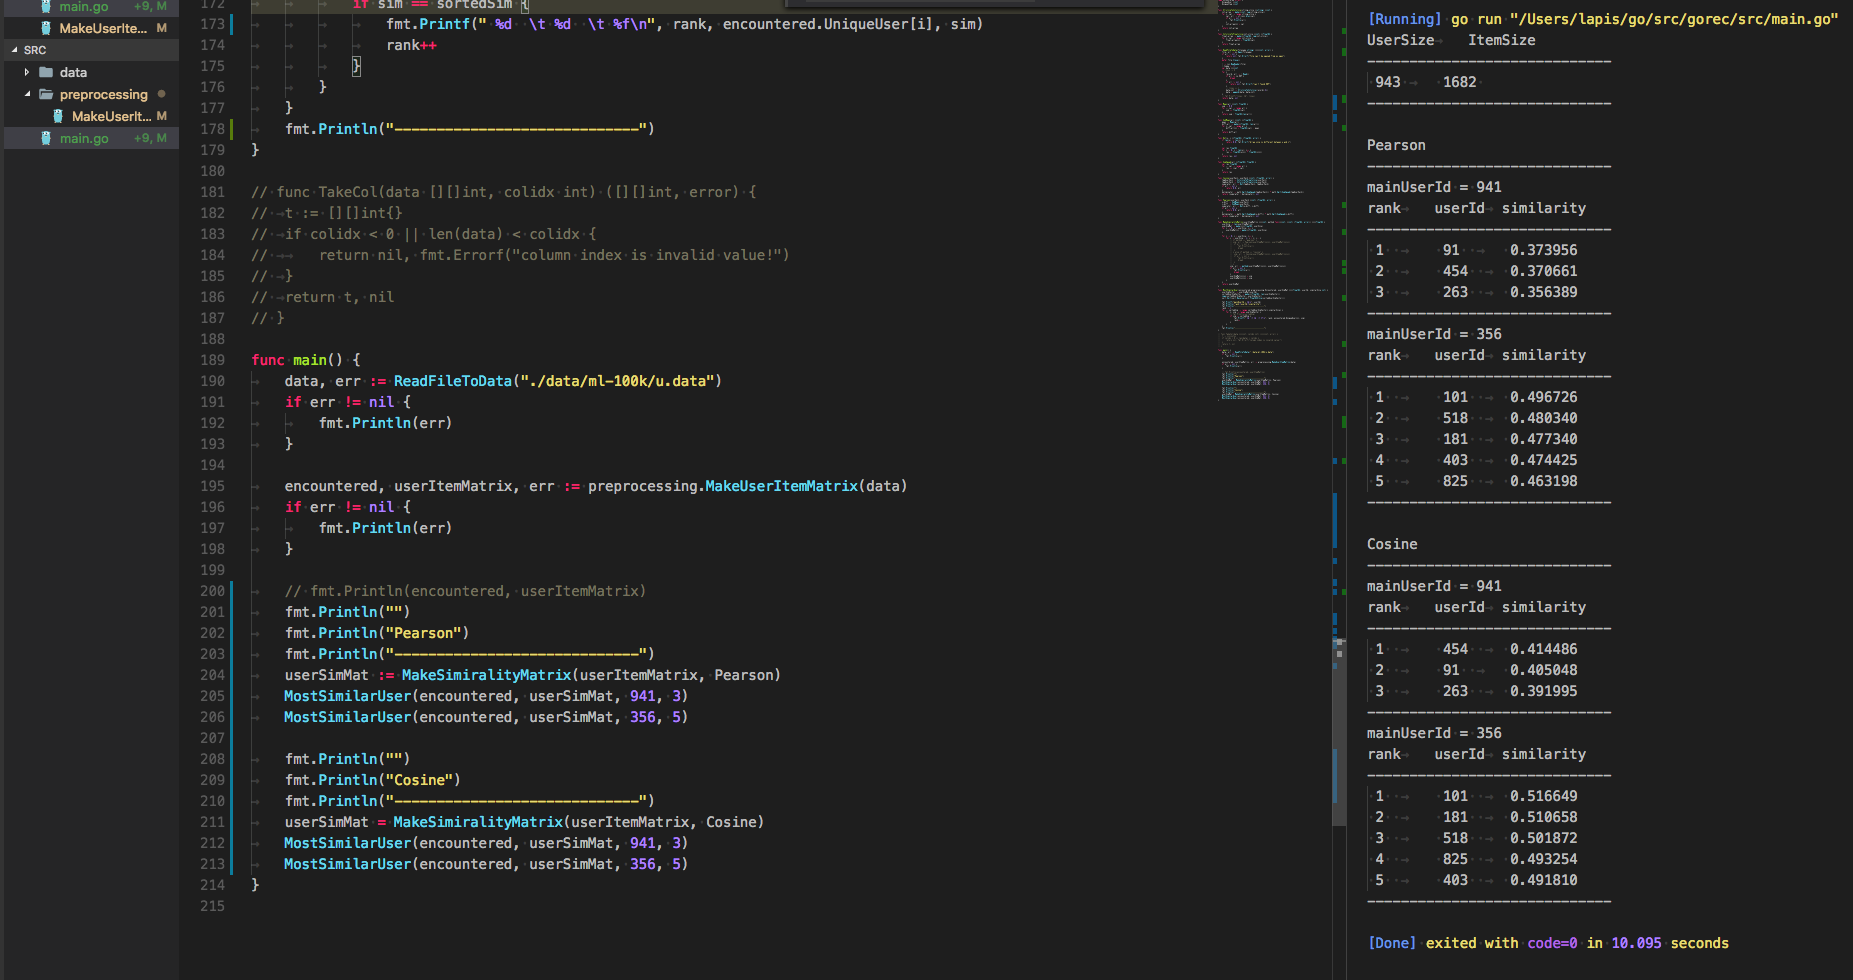 main.go +9, M
MakeUserIte... M
SRC
data
preprocessing
MakeUserIt... M
main.go +9, M
172 if sim == sortedSim {
173 fmt.Printf(" %d  \t %d  \t %f\n", rank, encountered.UniqueUser[i], sim)
174 rank++
175 }
176 }
177 }
178 fmt.Println("-----------------------------")
179 }
180
181 // func TakeCol(data [][]int, colidx int) ([][]int, error) {
182 // t := [][]int{}
183 // if colidx < 0 || len(data) < colidx {
184 // return nil, fmt.Errorf("column index is invalid value!")
185 // }
186 // return t, nil
187 // }
188
189 func main() {
190 data, err := ReadFileToData("./data/ml-100k/u.data")
191 if err != nil {
192 fmt.Println(err)
193 }
194
195 encountered, userItemMatrix, err := preprocessing.MakeUserItemMatrix(data)
196 if err != nil {
197 fmt.Println(err)
198 }
199
200 // fmt.Println(encountered, userItemMatrix)
201 fmt.Println("")
202 fmt.Println("Pearson")
203 fmt.Println("-----------------------------")
204 userSimMat := MakeSimiralityMatrix(userItemMatrix, Pearson)
205 MostSimilarUser(encountered, userSimMat, 941, 3)
206 MostSimilarUser(encountered, userSimMat, 356, 5)
207
208 fmt.Println("")
209 fmt.Println("Cosine")
210 fmt.Println("-----------------------------")
211 userSimMat = MakeSimiralityMatrix(userItemMatrix, Cosine)
212 MostSimilarUser(encountered, userSimMat, 941, 3)
213 MostSimilarUser(encountered, userSimMat, 356, 5)
214 }
215
[Running] go run "/Users/lapis/go/src/gorec/src/main.go"
UserSize ItemSize
-----------------------------
943 1682
-----------------------------
Pearson
-----------------------------
mainUserId = 941
rank userId similarity
-----------------------------
1 91 0.373956
2 454 0.370661
3 263 0.356389
-----------------------------
mainUserId = 356
rank userId similarity
-----------------------------
1 101 0.496726
2 518 0.480340
3 181 0.477340
4 403 0.474425
5 825 0.463198
-----------------------------
Cosine
-----------------------------
mainUserId = 941
rank userId similarity
-----------------------------
1 454 0.414486
2 91 0.405048
3 263 0.391995
-----------------------------
mainUserId = 356
rank userId similarity
-----------------------------
1 101 0.516649
2 181 0.510658
3 518 0.501872
4 825 0.493254
5 403 0.491810
-----------------------------
[Done] exited with code=0 in 10.095 seconds